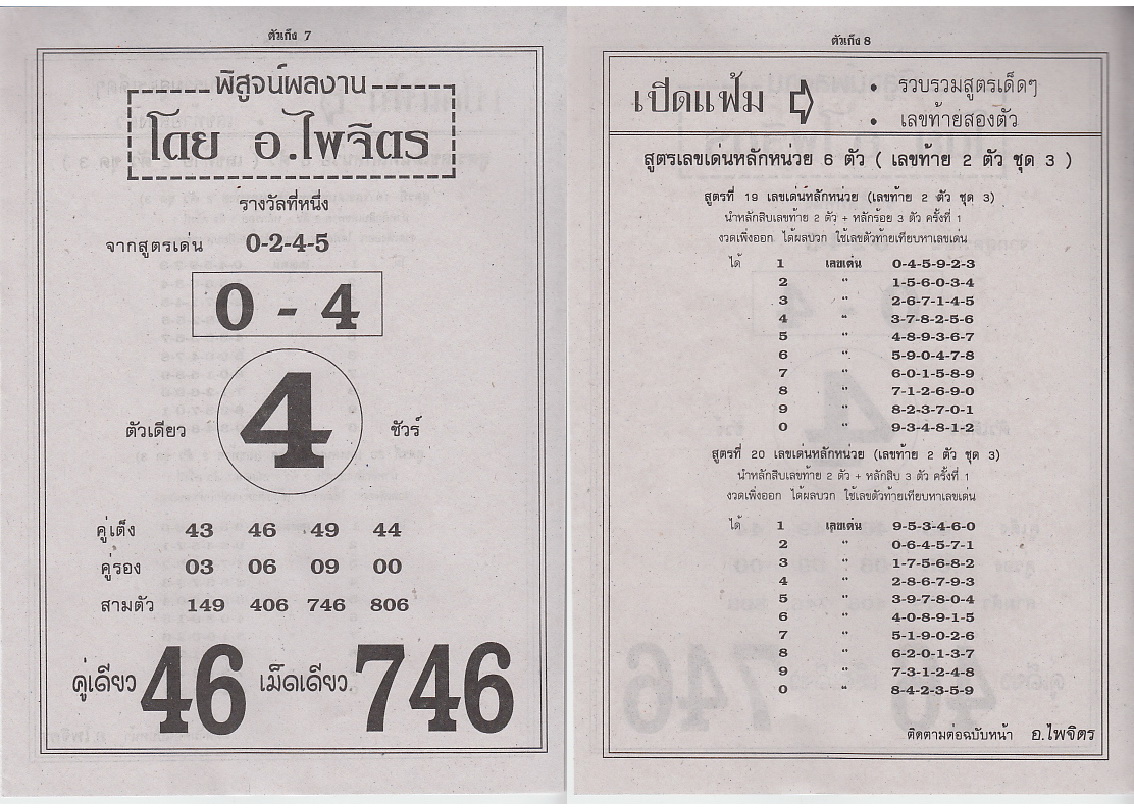 ตัวเก็ง 7
พิสูจน์ผลงาน
โดย อ.ไพจิตร
รางวัลที่หนึ่ง
จากสูตรเด่น 0-2-4-5
0 - 4
ตัวเดียว 4 ชัวร์
คู่เต็ง 43 46 49 44
คู่รอง 03 06 09 00
สามตัว 149 406 746 806
คู่เดียว 46 เม็ดเดียว 746
ตัวเก็ง 8
เปิดแฟ้ม
• รวบรวมสูตรเด็ดๆ
• เลขท้ายสองตัว
สูตรเลขเด่นหลักหน่วย 6 ตัว ( เลขท้าย 2 ตัว ชุด 3 )
สูตรที่ 19 เลขเด่นหลักหน่วย (เลขท้าย 2 ตัว ชุด 3)
นำหลักสิบเลขท้าย 2 ตัว + หลักร้อย 3 ตัว ครั้งที่ 1
งวดเพิ่งออก ได้ผลบวก ใช้เลขตัวท้ายเทียบหาเลขเด่น
ได้ 1 เลขเด่น 0-4-5-9-2-3
2 " 1-5-6-0-3-4
3 " 2-6-7-1-4-5
4 " 3-7-8-2-5-6
5 " 4-8-9-3-6-7
6 " 5-9-0-4-7-8
7 " 6-0-1-5-8-9
8 " 7-1-2-6-9-0
9 " 8-2-3-7-0-1
0 " 9-3-4-8-1-2
สูตรที่ 20 เลขเด่นหลักหน่วย (เลขท้าย 2 ตัว ชุด 3)
นำหลักสิบเลขท้าย 2 ตัว + หลักสิบ 3 ตัว ครั้งที่ 1
งวดเพิ่งออก ได้ผลบวก ใช้เลขตัวท้ายเทียบหาเลขเด่น
ได้ 1 เลขเด่น 9-5-3-4-6-0
2 " 0-6-4-5-7-1
3 " 1-7-5-6-8-2
4 " 2-8-6-7-9-3
5 " 3-9-7-8-0-4
6 " 4-0-8-9-1-5
7 " 5-1-9-0-2-6
8 " 6-2-0-1-3-7
9 " 7-3-1-2-4-8
0 " 8-4-2-3-5-9
ติดตามต่อฉบับหน้า อ.ไพจิตร